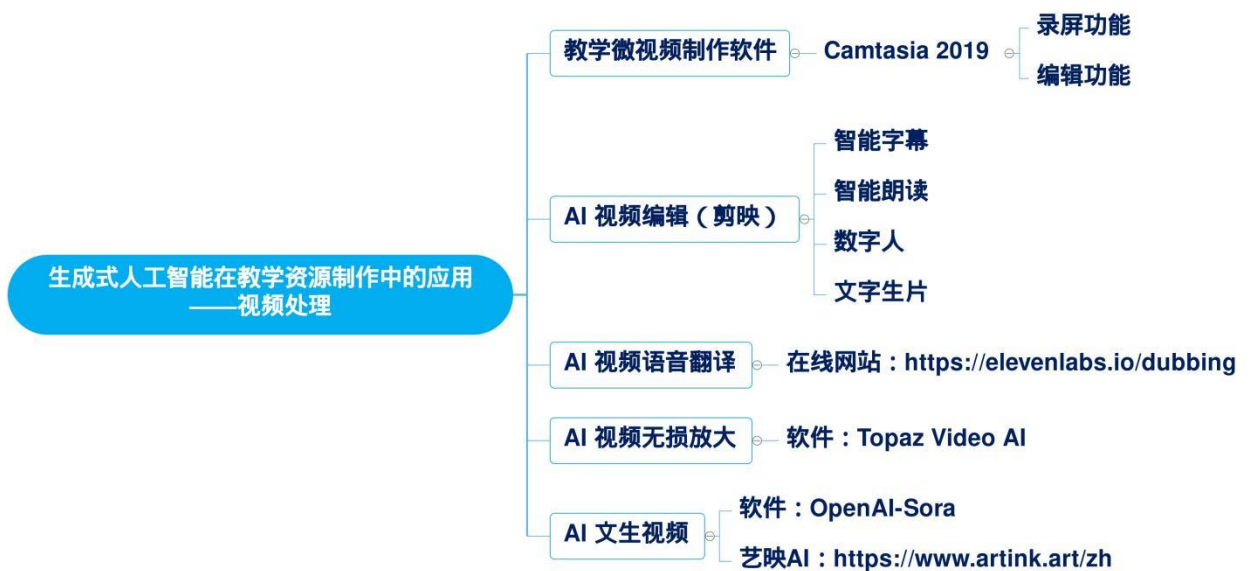 生成式人工智能在教学资源制作中的应用
——视频处理
教学微视频制作软件
Camtasia 2019
录屏功能
编辑功能
AI 视频编辑（剪映）
智能字幕
智能朗读
数字人
文字生片
AI 视频语音翻译
在线网站：https://elevenlabs.io/dubbing
AI 视频无损放大
软件：Topaz Video AI
AI 文生视频
软件：OpenAI-Sora
艺映AI：https://www.artink.art/zh